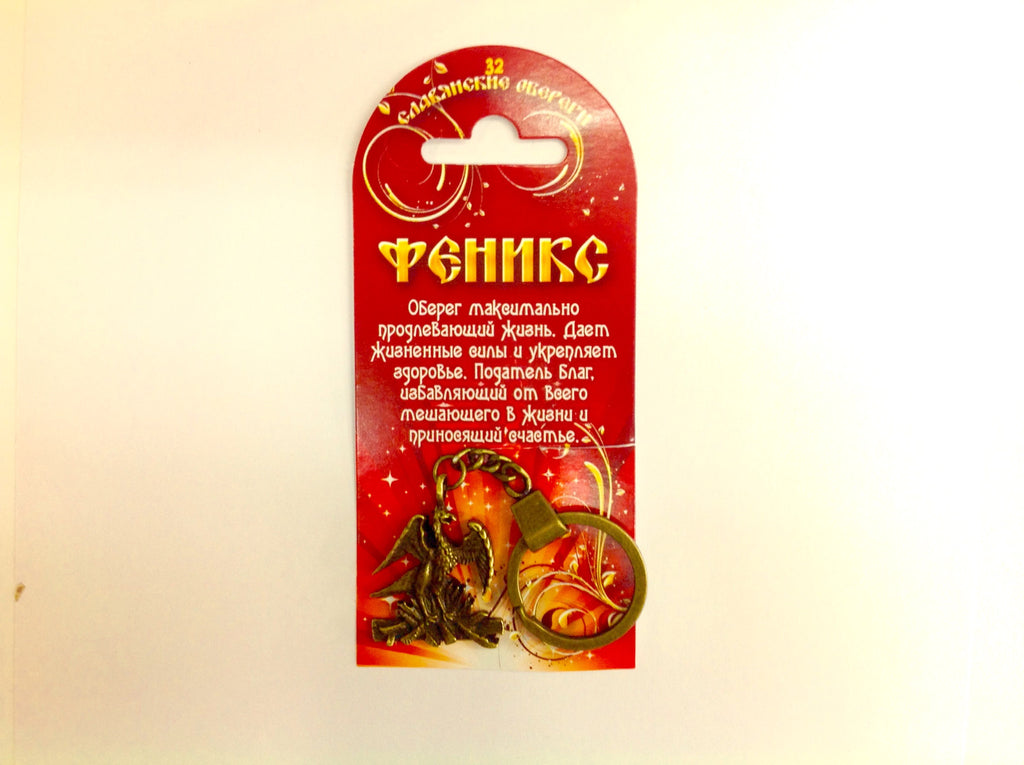 32
СЛАВЯНСКИЕ ОБЕРЕГИ
ФЕНИКС
Оберег максимально
продлевающий жизнь. Дает
жизненные силы и укрепляет
здоровье. Податель Благ,
избавляющий от всего
мешающего в жизни и
приносящий счастье.